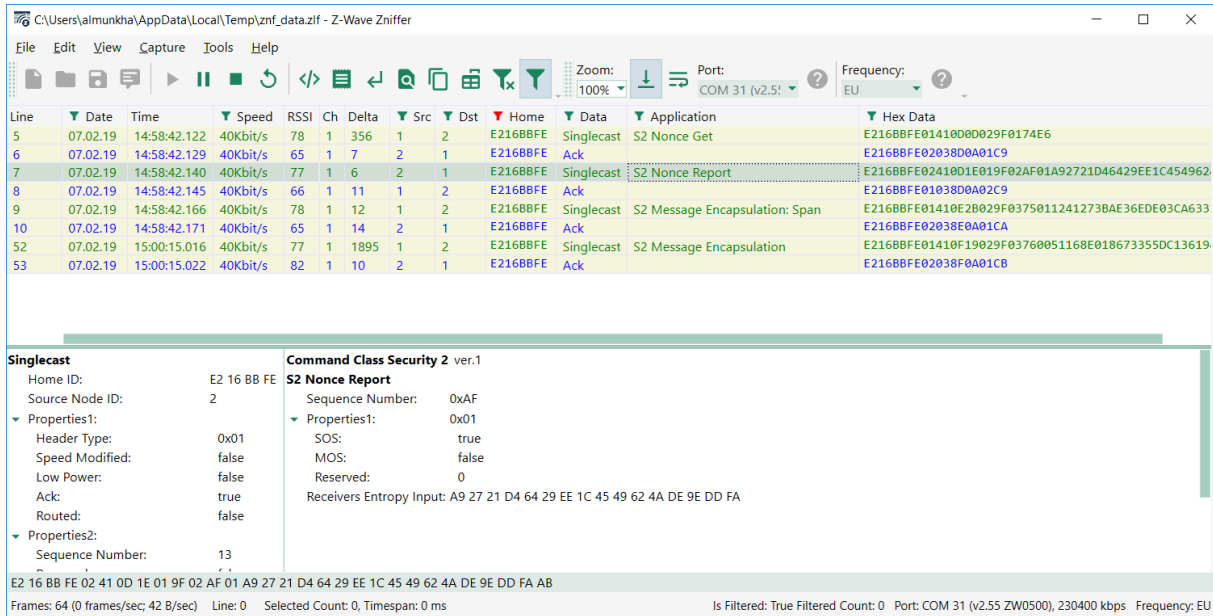 C:\Users\almunkha\AppData\Local\Temp\znf_data.zlf - Z-Wave Zniffer
File Edit View Capture Tools Help
Zoom: Port: Frequency:
100% COM 31 (v2.5! EU
Line Date Time Speed RSSI Ch Delta Src Dst Home Data Application Hex Data
5 07.02.19 14:58:42.122 40Kbit/s 78 1 356 1 2 E216BBFE Singlecast S2 Nonce Get E216BBFE01410D0D029F0174E6
6 07.02.19 14:58:42.129 40Kbit/s 65 1 7 2 1 E216BBFE Ack E216BBFE02038D0A01C9
7 07.02.19 14:58:42.140 40Kbit/s 77 1 6 2 1 E216BBFE Singlecast S2 Nonce Report E216BBFE02410D1E019F02AF01A92721D46429EE1C454962
8 07.02.19 14:58:42.145 40Kbit/s 66 1 11 1 2 E216BBFE Ack E216BBFE01038D0A02C9
9 07.02.19 14:58:42.166 40Kbit/s 78 1 12 1 2 E216BBFE Singlecast S2 Message Encapsulation: Span E216BBFE01410E2B029F0375011241273BAE36EDE03CA633
10 07.02.19 14:58:42.171 40Kbit/s 65 1 14 2 1 E216BBFE Ack E216BBFE02038E0A01CA
52 07.02.19 15:00:15.016 40Kbit/s 77 1 1895 1 2 E216BBFE Singlecast S2 Message Encapsulation E216BBFE01410F19029F03760051168E018673355DC13619
53 07.02.19 15:00:15.022 40Kbit/s 82 1 10 2 1 E216BBFE Ack E216BBFE02038F0A01CB
Singlecast Command Class Security 2 ver.1
Home ID: E2 16 BB FE S2 Nonce Report
Source Node ID: 2 Sequence Number: 0xAF
Properties1: Properties1: 0x01
Header Type: 0x01 SOS: true
Speed Modified: false MOS: false
Low Power: false Reserved: 0
Ack: true Receivers Entropy Input: A9 27 21 D4 64 29 EE 1C 45 49 62 4A DE 9E DD FA
Routed: false
Properties2:
Sequence Number: 13
E2 16 BB FE 02 41 0D 1E 01 9F 02 AF 01 A9 27 21 D4 64 29 EE 1C 45 49 62 4A DE 9E DD FA AB
Frames: 64 (0 frames/sec; 42 B/sec) Line: 0 Selected Count: 0, Timespan: 0 ms Is Filtered: True Filtered Count: 0 Port: COM 31 (v2.55 ZW0500), 230400 kbps Frequency: EU